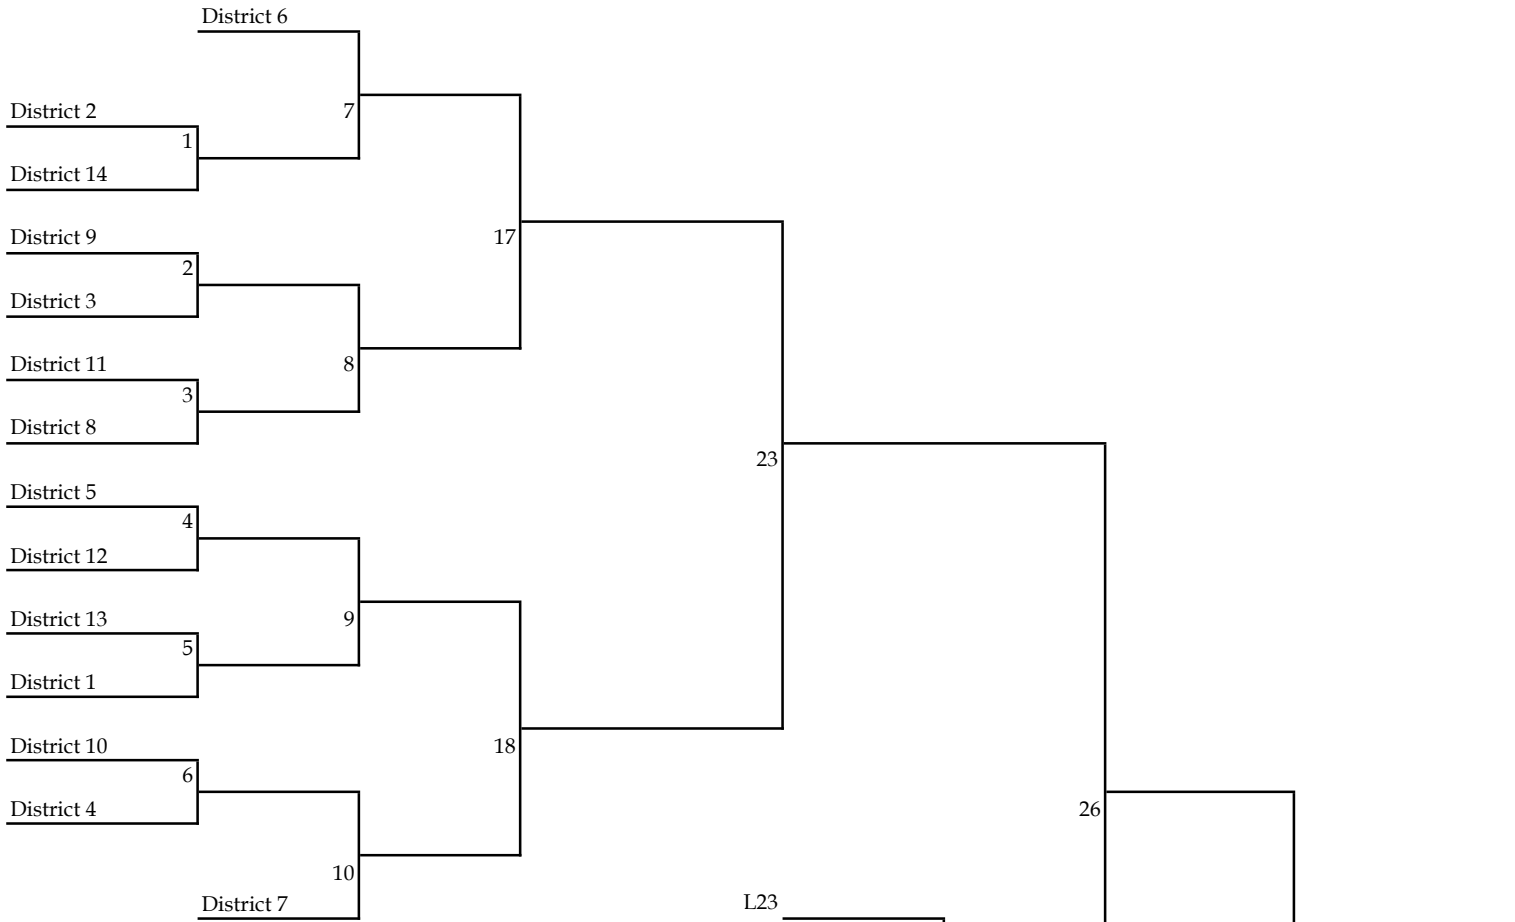 District 6
District 2
7
1
District 14
District 9
17
2
District 3
District 11
8
3
District 8
23
District 5
4
District 12
District 13
9
5
District 1
District 10
18
6
District 4
26
10
District 7
L23